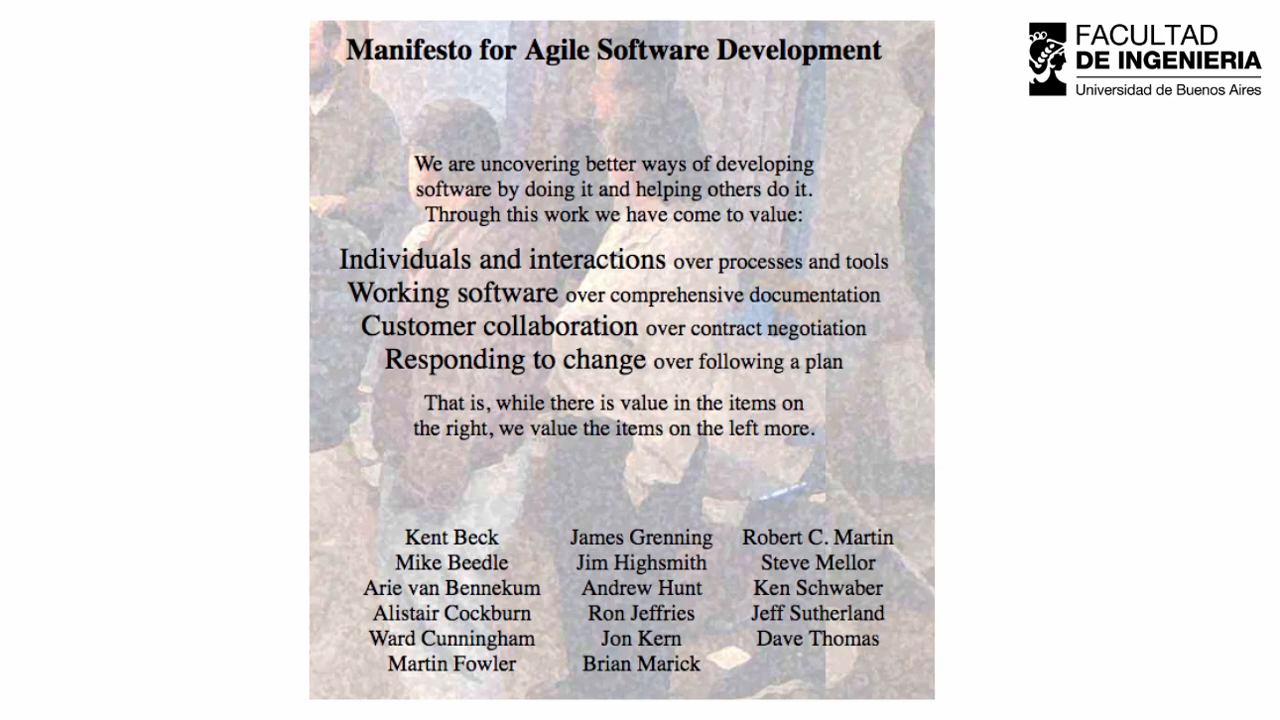 Manifesto for Agile Software Development
We are uncovering better ways of developing
software by doing it and helping others do it.
Through this work we have come to value:
Individuals and interactions over processes and tools
Working software over comprehensive documentation
Customer collaboration over contract negotiation
Responding to change over following a plan
That is, while there is value in the items on
the right, we value the items on the left more.
Kent Beck
Mike Beedle
Arie van Bennekum
Alistair Cockburn
Ward Cunningham
Martin Fowler
James Grenning
Jim Highsmith
Andrew Hunt
Ron Jeffries
Jon Kern
Brian Marick
Robert C. Martin
Steve Mellor
Ken Schwaber
Jeff Sutherland
Dave Thomas
FACULTAD
DE INGENIERIA
Universidad de Buenos Aires